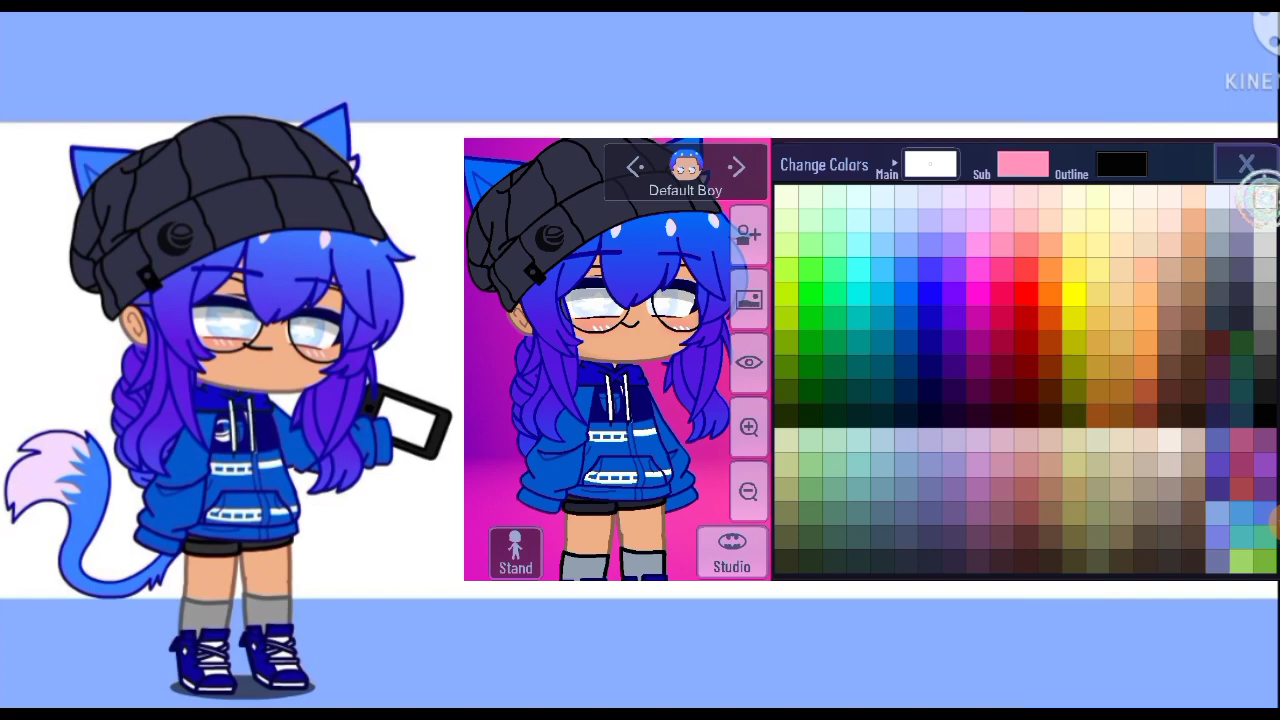 KINE
Change Colors
Main
Sub
Outline
X
Default Boy
Stand
Studio